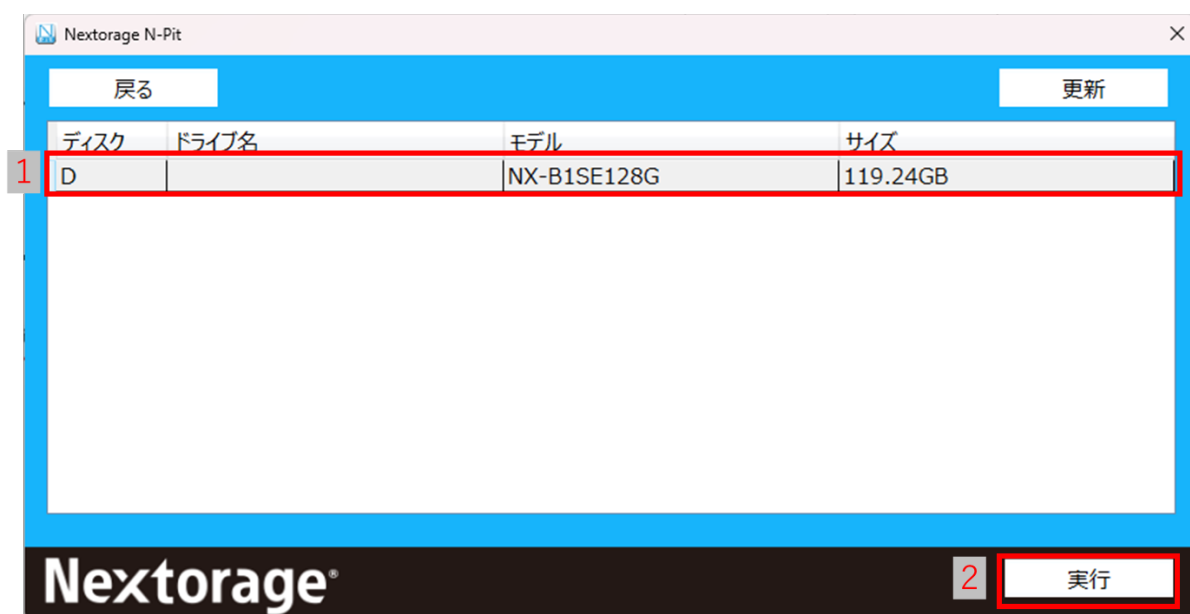 Nextorage N-Pit
戻る 更新
ディスク ドライブ名 モデル サイズ
1 D NX-B1SE128G 119.24GB
Nextorage® 2 実行